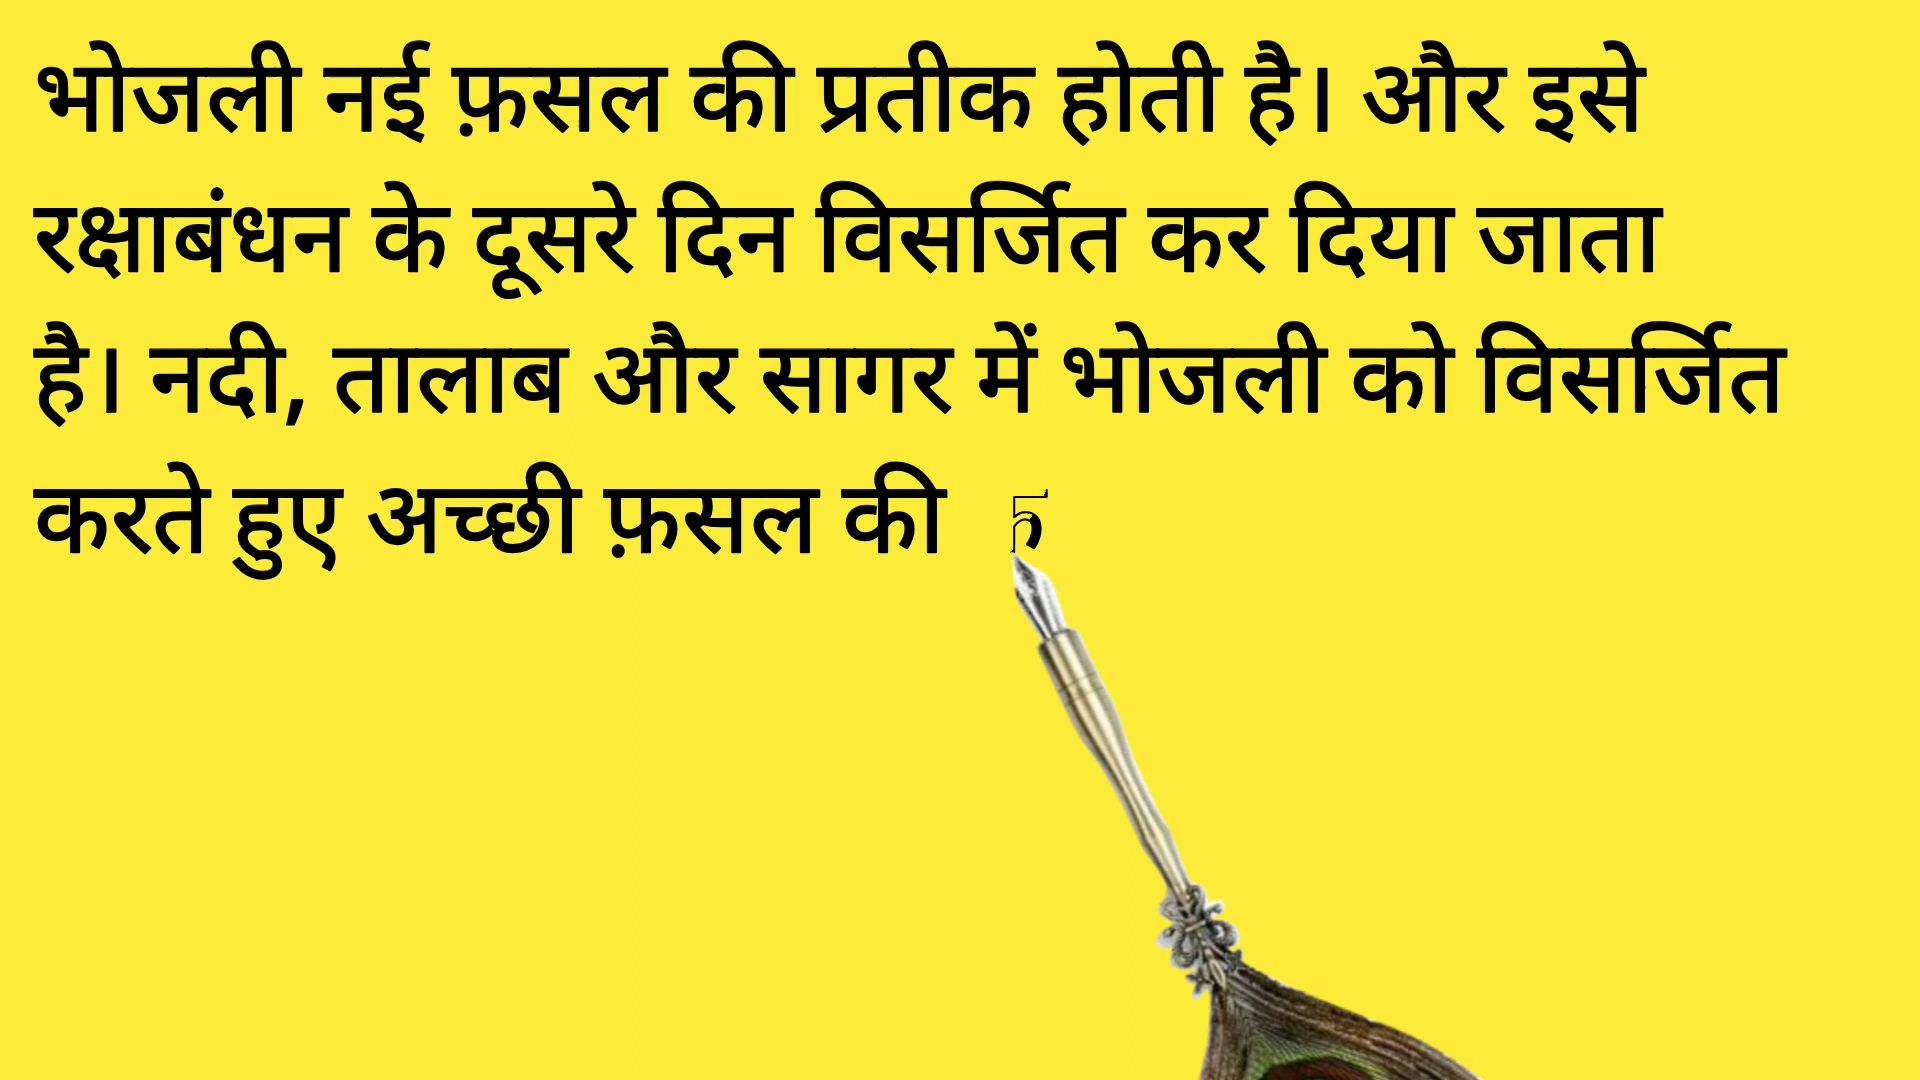 भोजली नई फ़सल की प्रतीक होती है। और इसे
रक्षाबंधन के दूसरे दिन विसर्जित कर दिया जाता
है। नदी, तालाब और सागर में भोजली को विसर्जित
करते हुए अच्छी फ़सल की